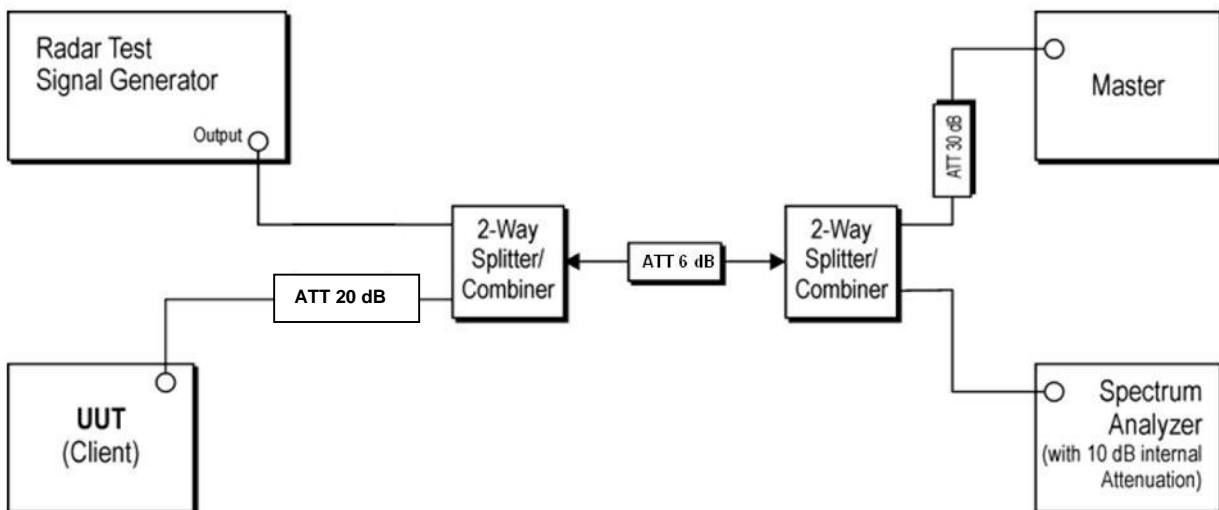 Radar Test
Signal Generator
Output
Master
ATT 30 dB
2-Way
Splitter/
Combiner
ATT 6 dB
2-Way
Splitter/
Combiner
ATT 20 dB
UUT
(Client)
Spectrum
Analyzer
(with 10 dB internal
Attenuation)